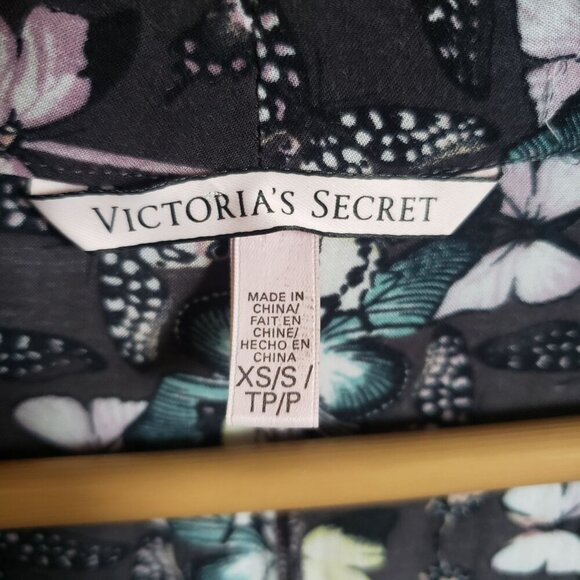 VICTORIA'S SECRET
MADE IN
CHINA/
FAIT EN
CHINE/
HECHO EN
CHINA
XS/S/
TP/P